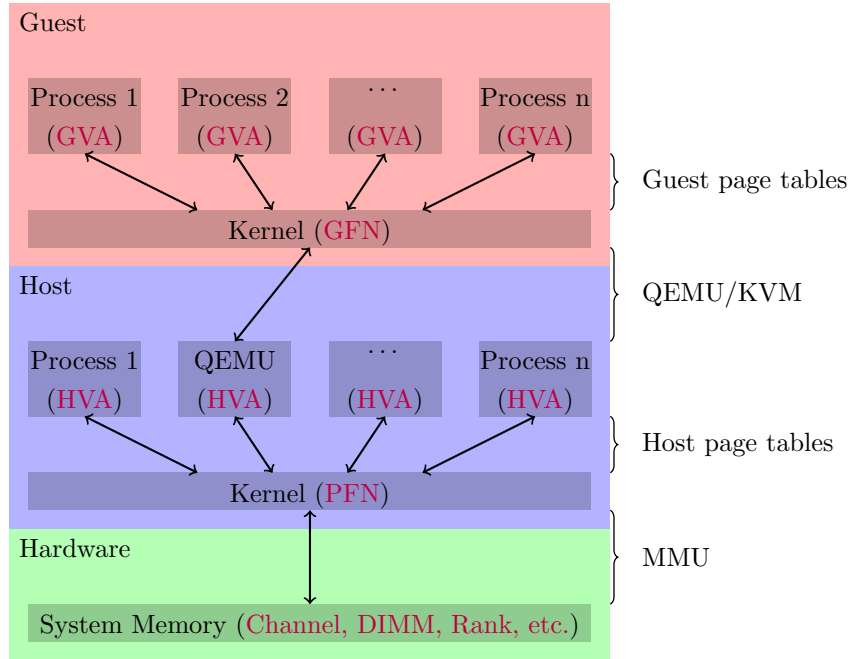 Guest
Process 1 Process 2 ... Process n
(GVA) (GVA) (GVA) (GVA)
Guest page tables
Kernel (GFN)
Host
QEMU/KVM
Process 1 QEMU ... Process n
(HVA) (HVA) (HVA) (HVA)
Host page tables
Kernel (PFN)
Hardware
MMU
System Memory (Channel, DIMM, Rank, etc.)